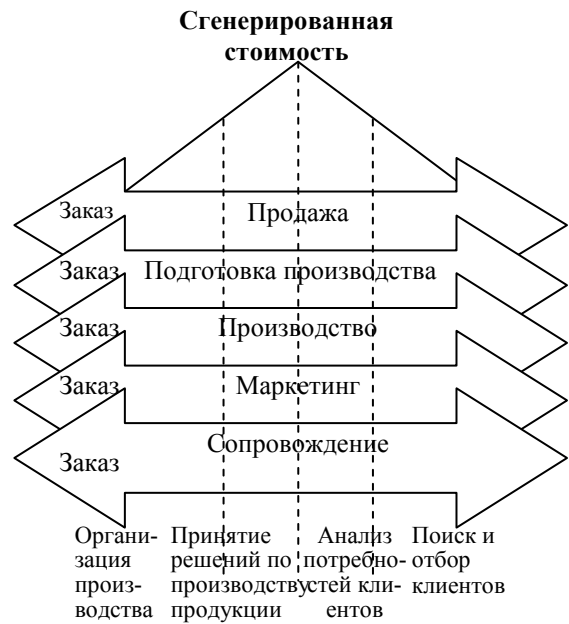 Сгенерированная
стоимость
Заказ Продажа
Заказ Подготовка производства
Заказ Производство
Заказ Маркетинг
Сопровождение
Заказ
Органи-
зация
произ-
водства
Принятие
решений по
производству
продукции
Анализ
потребно-
стей кли-
ентов
Поиск и
отбор
клиентов